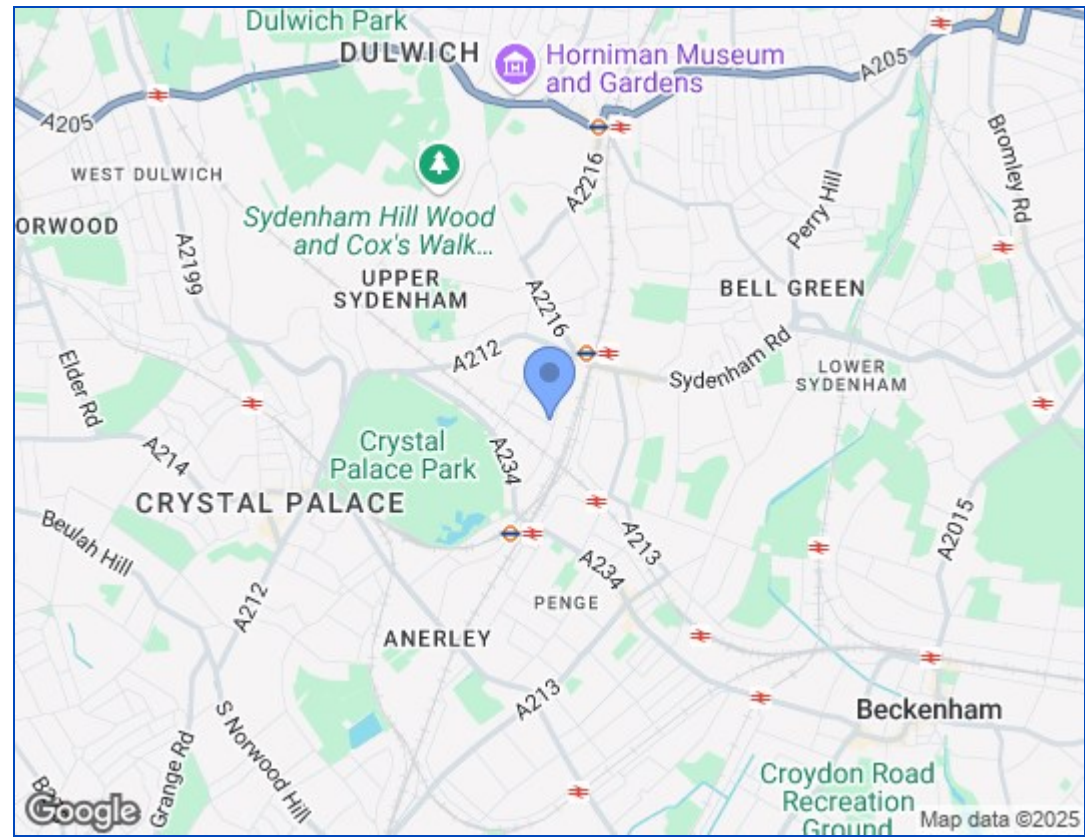 Dulwich Park
DULWICH
Horniman Museum
and Gardens
A205
A205
A2216
Bromley Rd
WEST DULWICH
Perry Hill
ORWOOD
Sydenham Hill Wood
and Cox's Walk...
A2199
UPPER
SYDENHAM
A2216
BELL GREEN
A212
Sydenham Rd
LOWER
SYDENHAM
Elder Rd
A214
Crystal
Palace Park
A234
CRYSTAL PALACE
A2015
Beulah Hill
A213
A234
A212
PENGE
ANERLEY
A213
S Norwood Hill
Beckenham
Grange Rd
Croydon Road
Recreation
Ground
Google
Map data ©2025